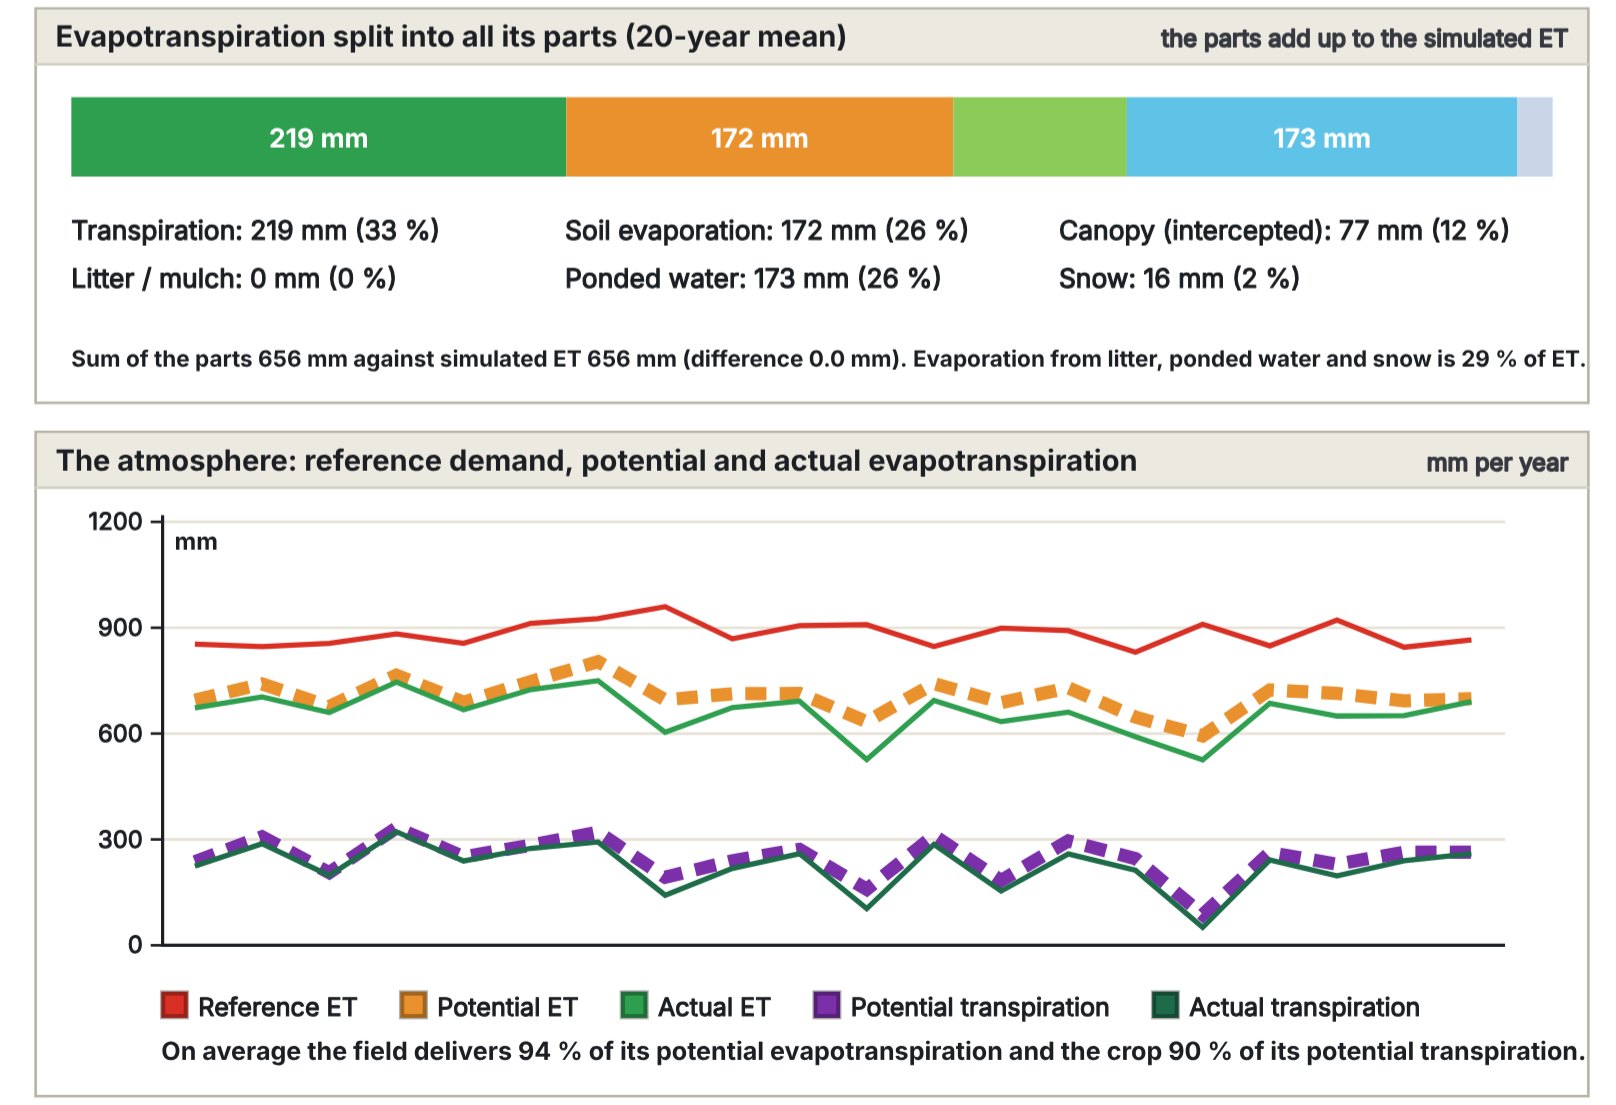 Evapotranspiration split into all its parts (20-year mean)
the parts add up to the simulated ET
219 mm
172 mm
173 mm
Transpiration: 219 mm (33 %)
Soil evaporation: 172 mm (26 %)
Canopy (intercepted): 77 mm (12 %)
Litter / mulch: 0 mm (0 %)
Ponded water: 173 mm (26 %)
Snow: 16 mm (2 %)
Sum of the parts 656 mm against simulated ET 656 mm (difference 0.0 mm). Evaporation from litter, ponded water and snow is 29 % of ET.
The atmosphere: reference demand, potential and actual evapotranspiration
mm per year
1200
mm
900
600
300
0
Reference ET
Potential ET
Actual ET
Potential transpiration
Actual transpiration
On average the field delivers 94 % of its potential evapotranspiration and the crop 90 % of its potential transpiration.